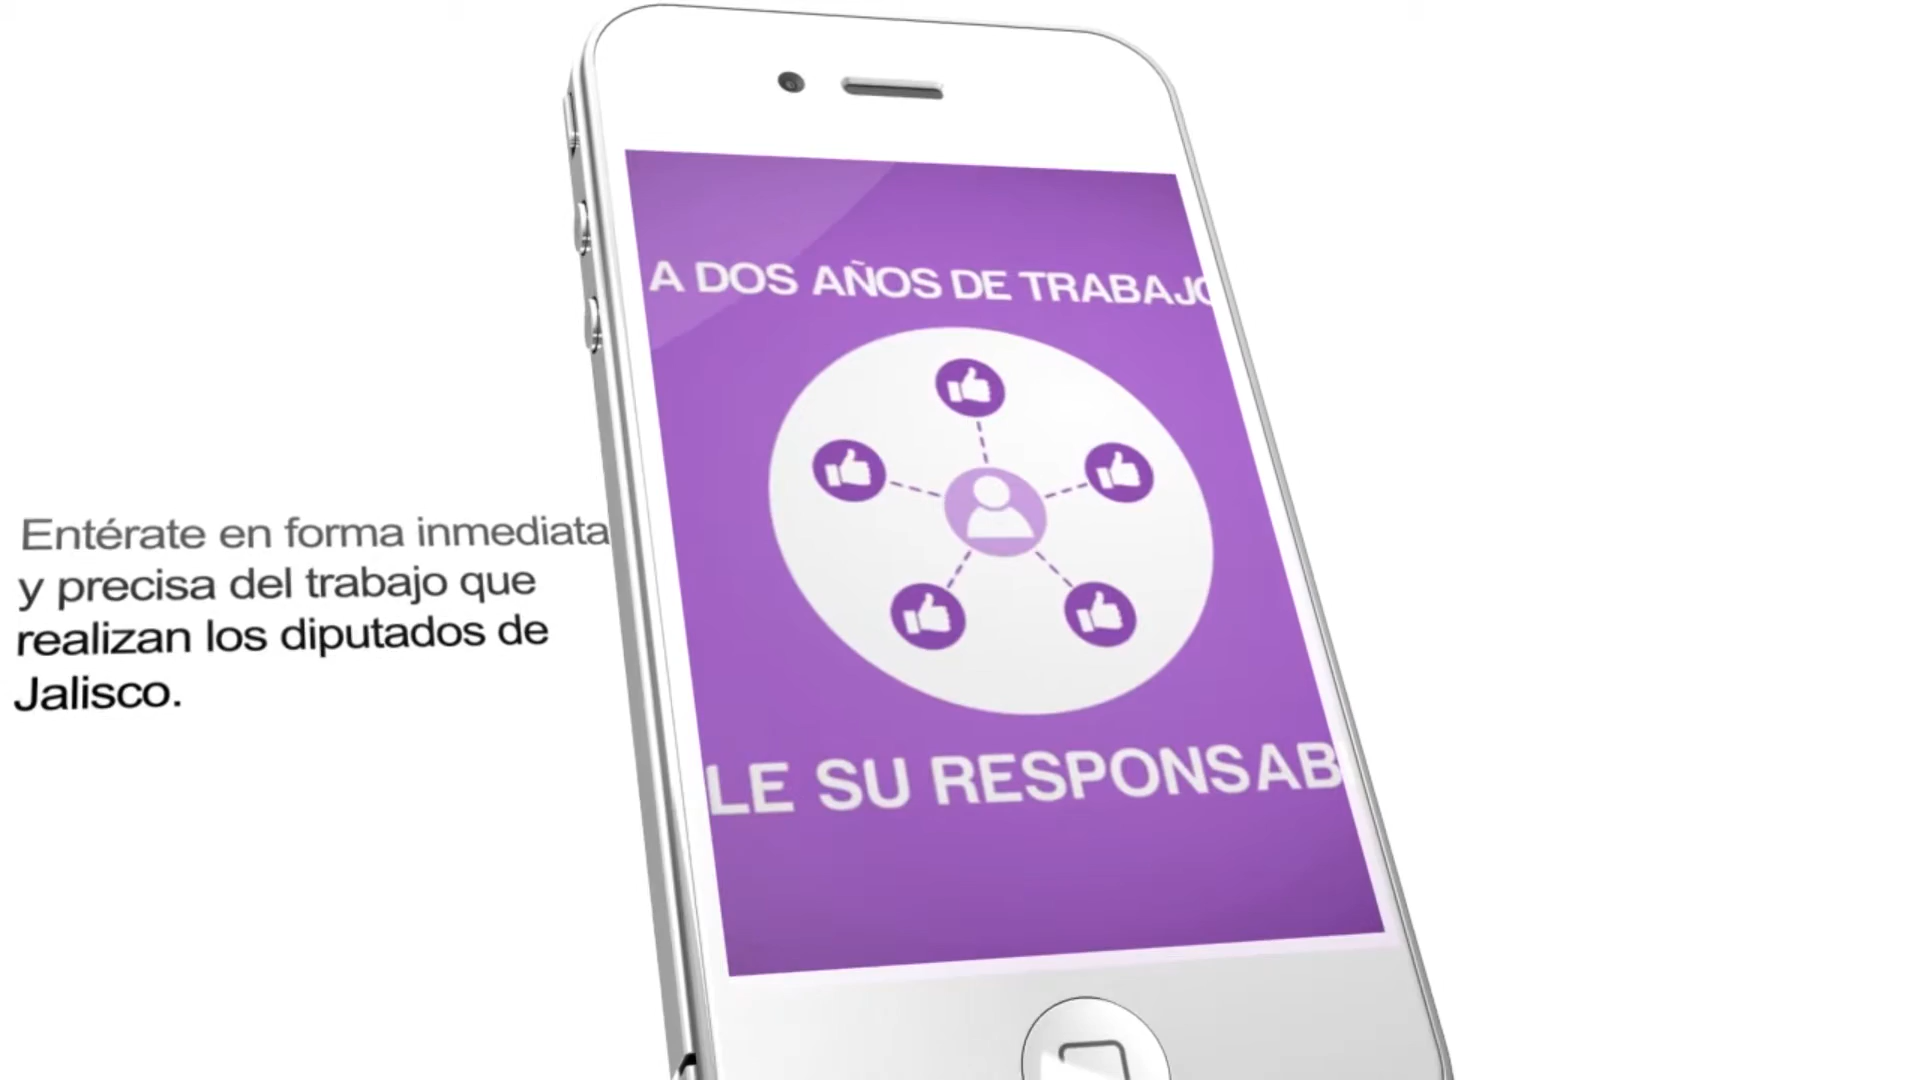 A DOS AÑOS DE TRABAJO
Entérate en forma inmediata
y precisa del trabajo que
realizan los diputados de
Jalisco.
LE SU RESPONSAB